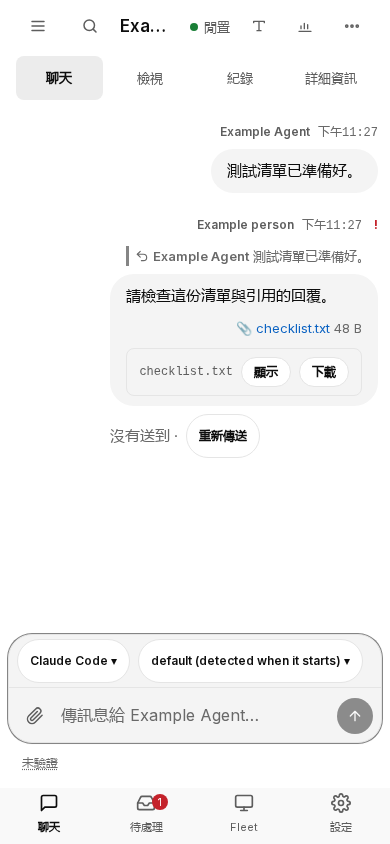 Exa… 閒置
聊天 檢視 紀錄 詳細資訊
Example Agent 下午11:27
測試清單已準備好。
Example person 下午11:27 !
Example Agent 測試清單已準備好。
請檢查這份清單與引用的回覆。
checklist.txt 48 B
checklist.txt 顯示 下載
沒有送到 · 重新傳送
Claude Code ▾ default (detected when it starts) ▾
傳訊息給 Example Agent…
未驗證
1
聊天 待處理 Fleet 設定